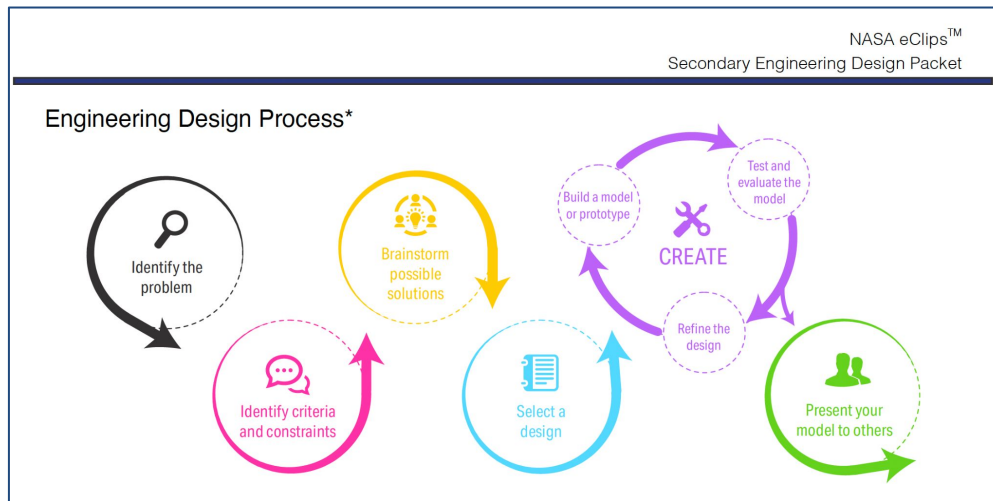 NASA eClips™
Secondary Engineering Design Packet
Engineering Design Process*
Identify the
problem
Identify criteria
and constraints
Brainstorm
possible
solutions
Select a
design
Build a model
or prototype
Test and
evaluate the
model
CREATE
Refine the
design
Present your
model to others